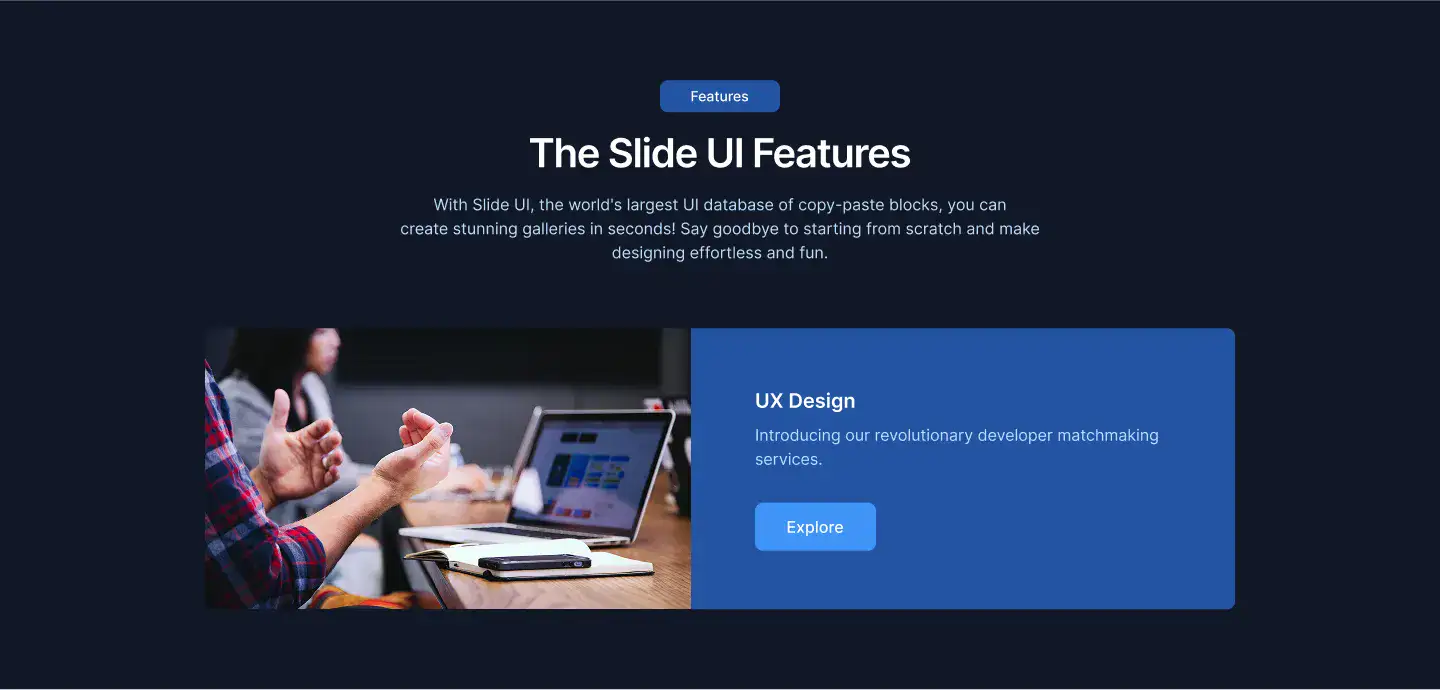 Features
The Slide UI Features
With Slide UI, the world's largest UI database of copy-paste blocks, you can
create stunning galleries in seconds! Say goodbye to starting from scratch and make
designing effortless and fun.
UX Design
Introducing our revolutionary developer matchmaking
services.
Explore